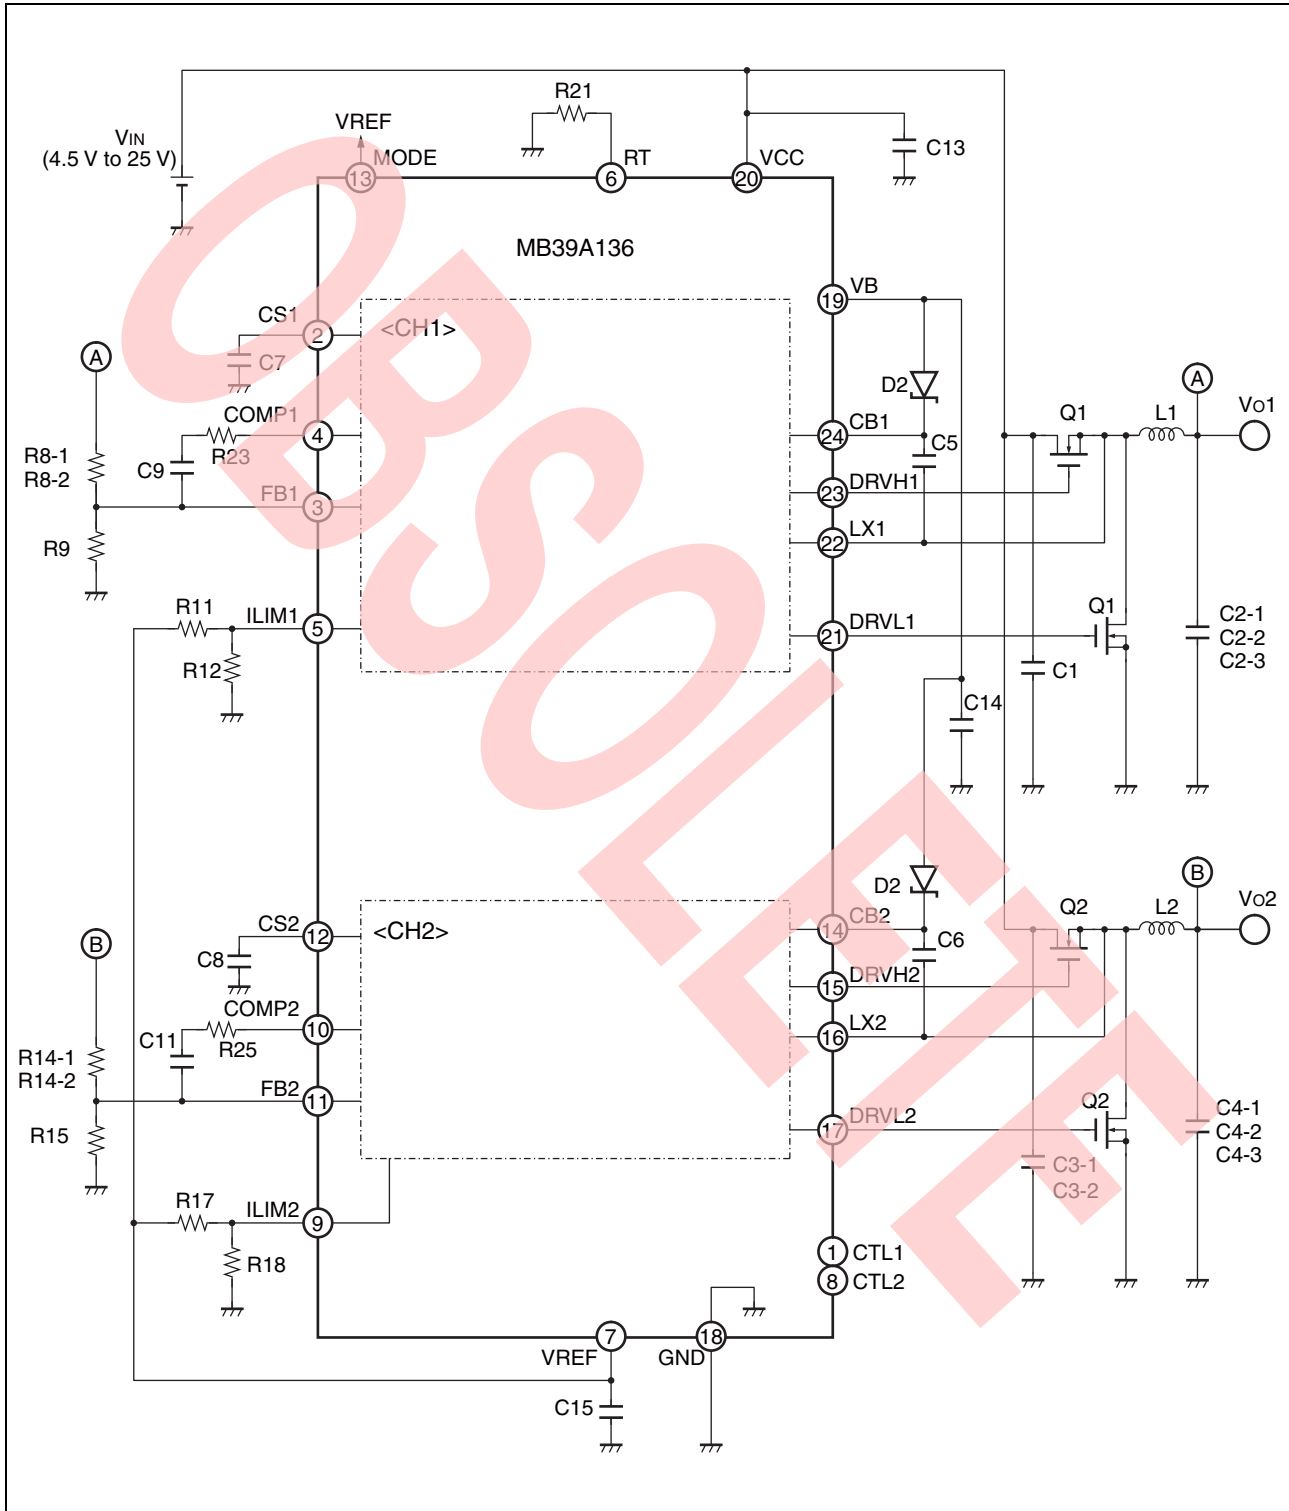 R21
VREF
VIN
(4.5 V to 25 V)
MODE
RT
VCC
C13
13
6
20
MB39A136
VB
19
CS1
2
<CH1>
C7
A
D2
A
VO1
COMP1
4
CB1
24
Q1
L1
R23
C9
C5
R8-1
R8-2
FB1
3
DRVH1
23
R9
LX1
22
R11
ILIM1
5
DRVL1
21
Q1
C2-1
C2-2
C2-3
R12
C1
C14
OBSOLETE
D2
B
VO2
CS2
12
<CH2>
CB2
14
Q2
L2
B
C8
C6
COMP2
10
DRVH2
15
C11
R25
LX2
16
R14-1
R14-2
FB2
11
Q2
R15
DRVL2
17
C4-1
C4-2
C4-3
C3-1
C3-2
R17
ILIM2
9
R18
1
CTL1
8
CTL2
7
18
VREF
GND
C15